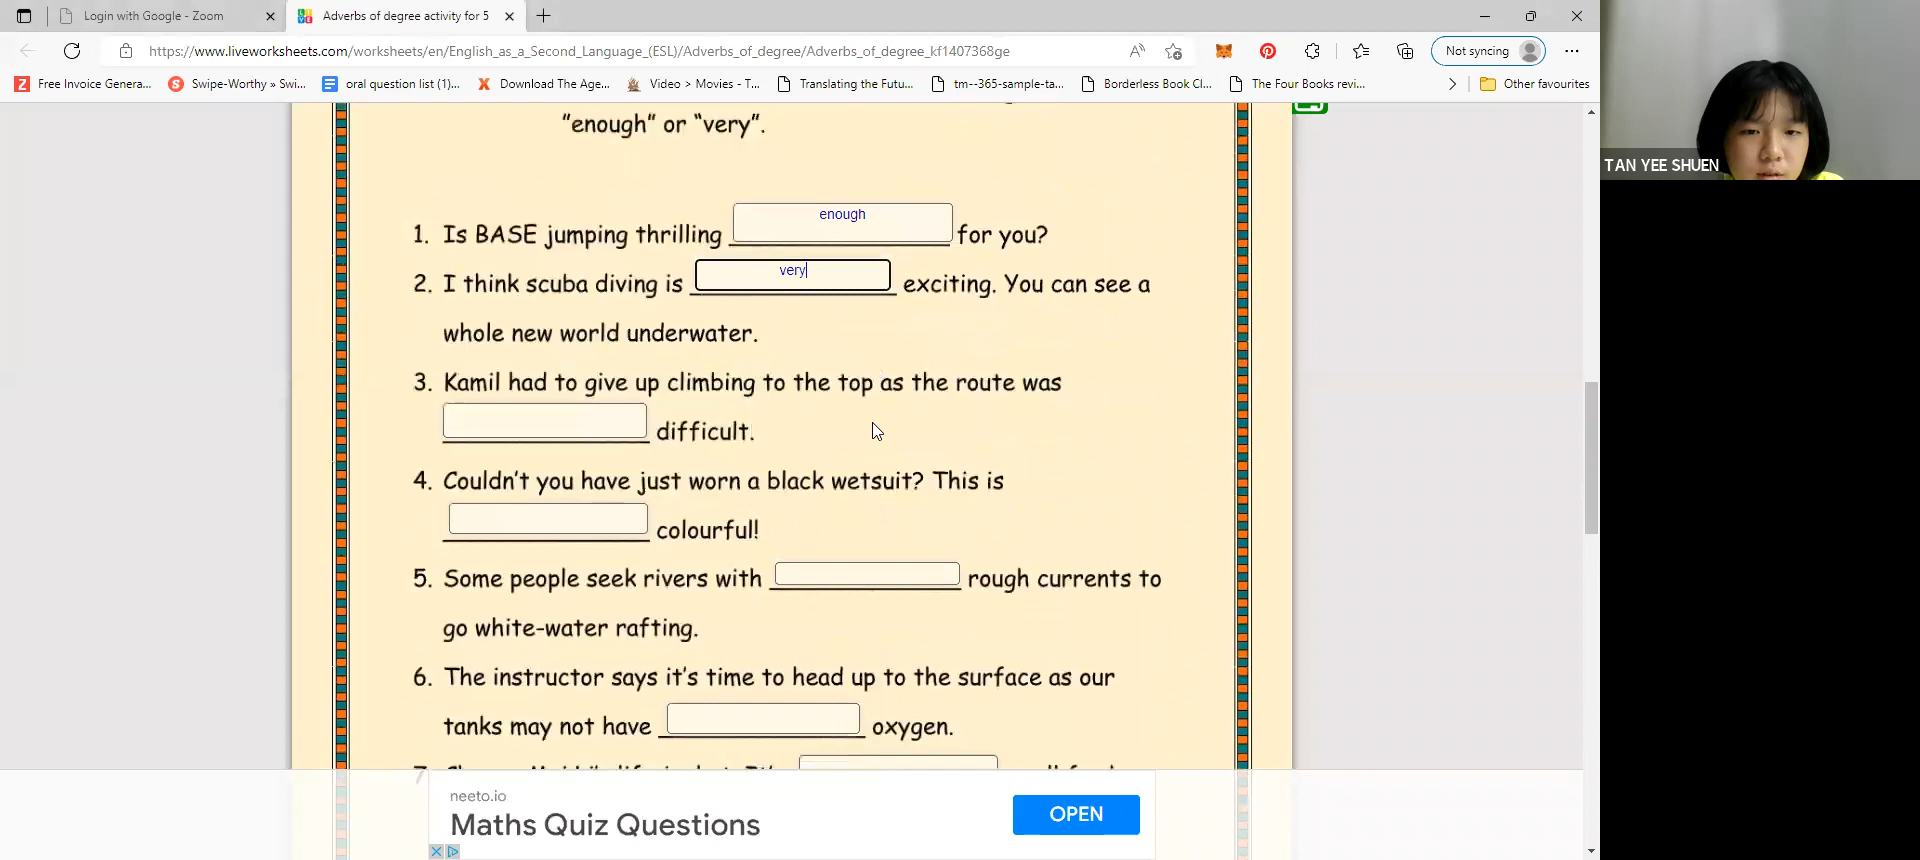 Login with Google - Zoom
Adverbs of degree activity for 5
https://www.liveworksheets.com/worksheets/en/English_as_a_Second_Language_(ESL)/Adverbs_of_degree/Adverbs_of_degree_kf1407368ge
Not syncing
Free Invoice Genera...
Swipe-Worthy » Swi...
oral question list (1)...
Download The Age...
Video > Movies - T...
Translating the Futu...
tm--365-sample-ta...
Borderless Book Cl...
The Four Books revi...
Other favourites
"enough" or "very".
enough
1. Is BASE jumping thrilling for you?
very
2. I think scuba diving is exciting. You can see a
whole new world underwater.
3. Kamil had to give up climbing to the top as the route was
difficult.
4. Couldn't you have just worn a black wetsuit? This is
colourful!
5. Some people seek rivers with rough currents to
go white-water rafting.
6. The instructor says it's time to head up to the surface as our
tanks may not have oxygen.
neeto.io
Maths Quiz Questions
OPEN
TAN YEE SHUEN